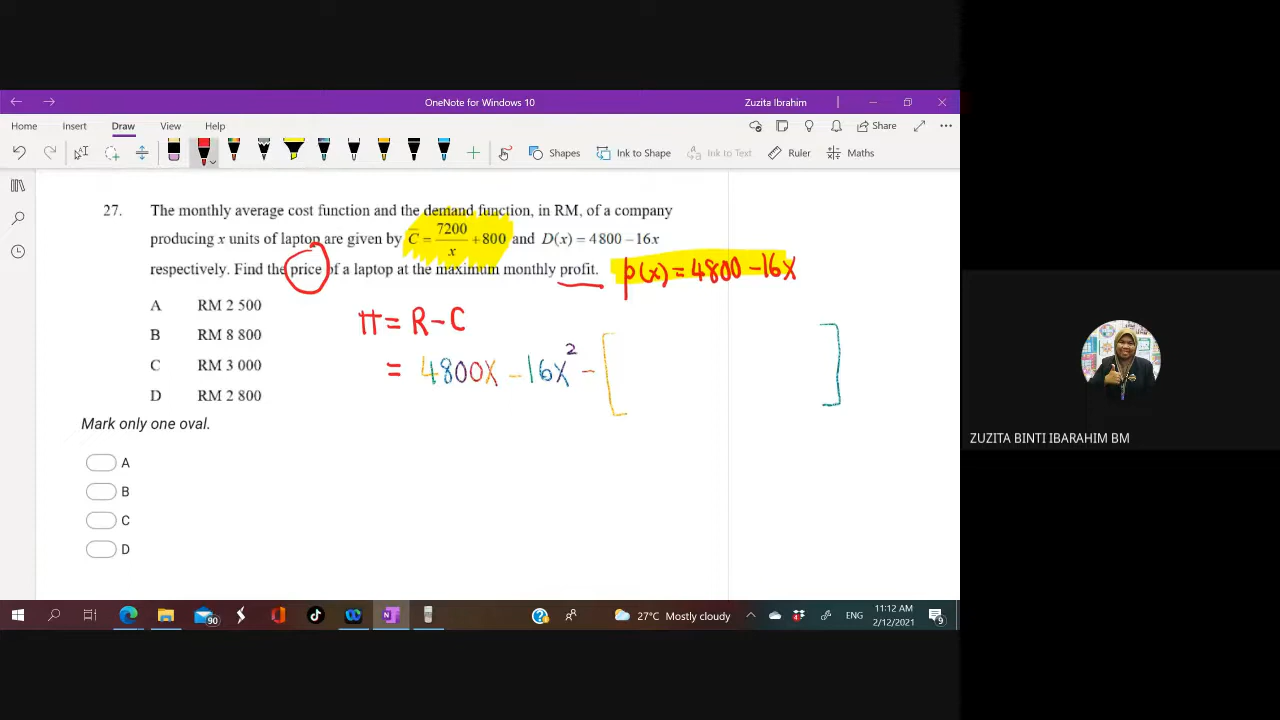 OneNote for Windows 10
Zuzita Ibrahim
Home Insert Draw View Help
Share
Shapes Ink to Shape Ink to Text Ruler Maths
27. The monthly average cost function and the demand function, in RM, of a company
producing x units of laptop are given by C̅ = 7200/x + 800 and D(x) = 4800 – 16x
respectively. Find the price of a laptop at the maximum monthly profit.
p(x) = 4800 – 16x
A RM 2 500
B RM 8 800
C RM 3 000
D RM 2 800
π = R – C
= 4800x – 16x² – [ ]
Mark only one oval.
A
B
C
D
ZUZITA BINTI IBARAHIM BM
90
27°C Mostly cloudy
ENG
11:12 AM
2/12/2021
9